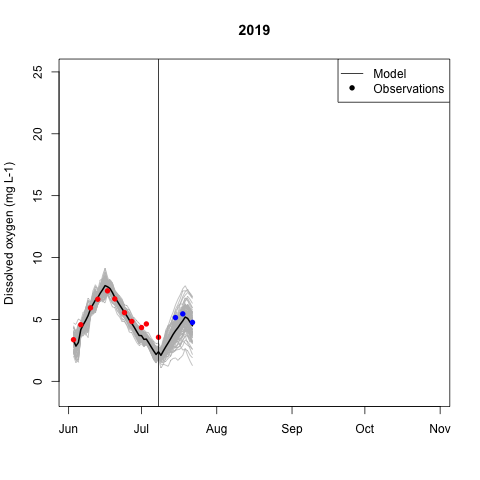 2019
Dissolved oxygen (mg L-1)
25
20
15
10
5
0
Model
Observations
Jun Jul Aug Sep Oct Nov